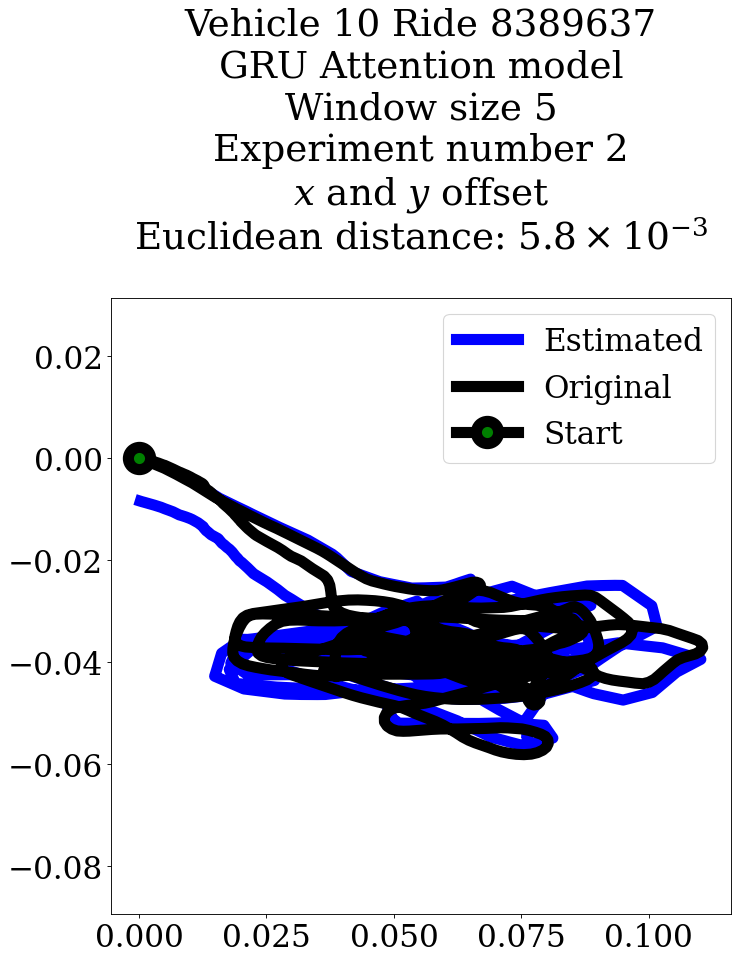 Vehicle 10 Ride 8389637
GRU Attention model
Window size 5
Experiment number 2
x and y offset
Euclidean distance: 5.8 × 10⁻³
Estimated
Original
Start
0.02
0.00
−0.02
−0.04
−0.06
−0.08
0.000 0.025 0.050 0.075 0.100